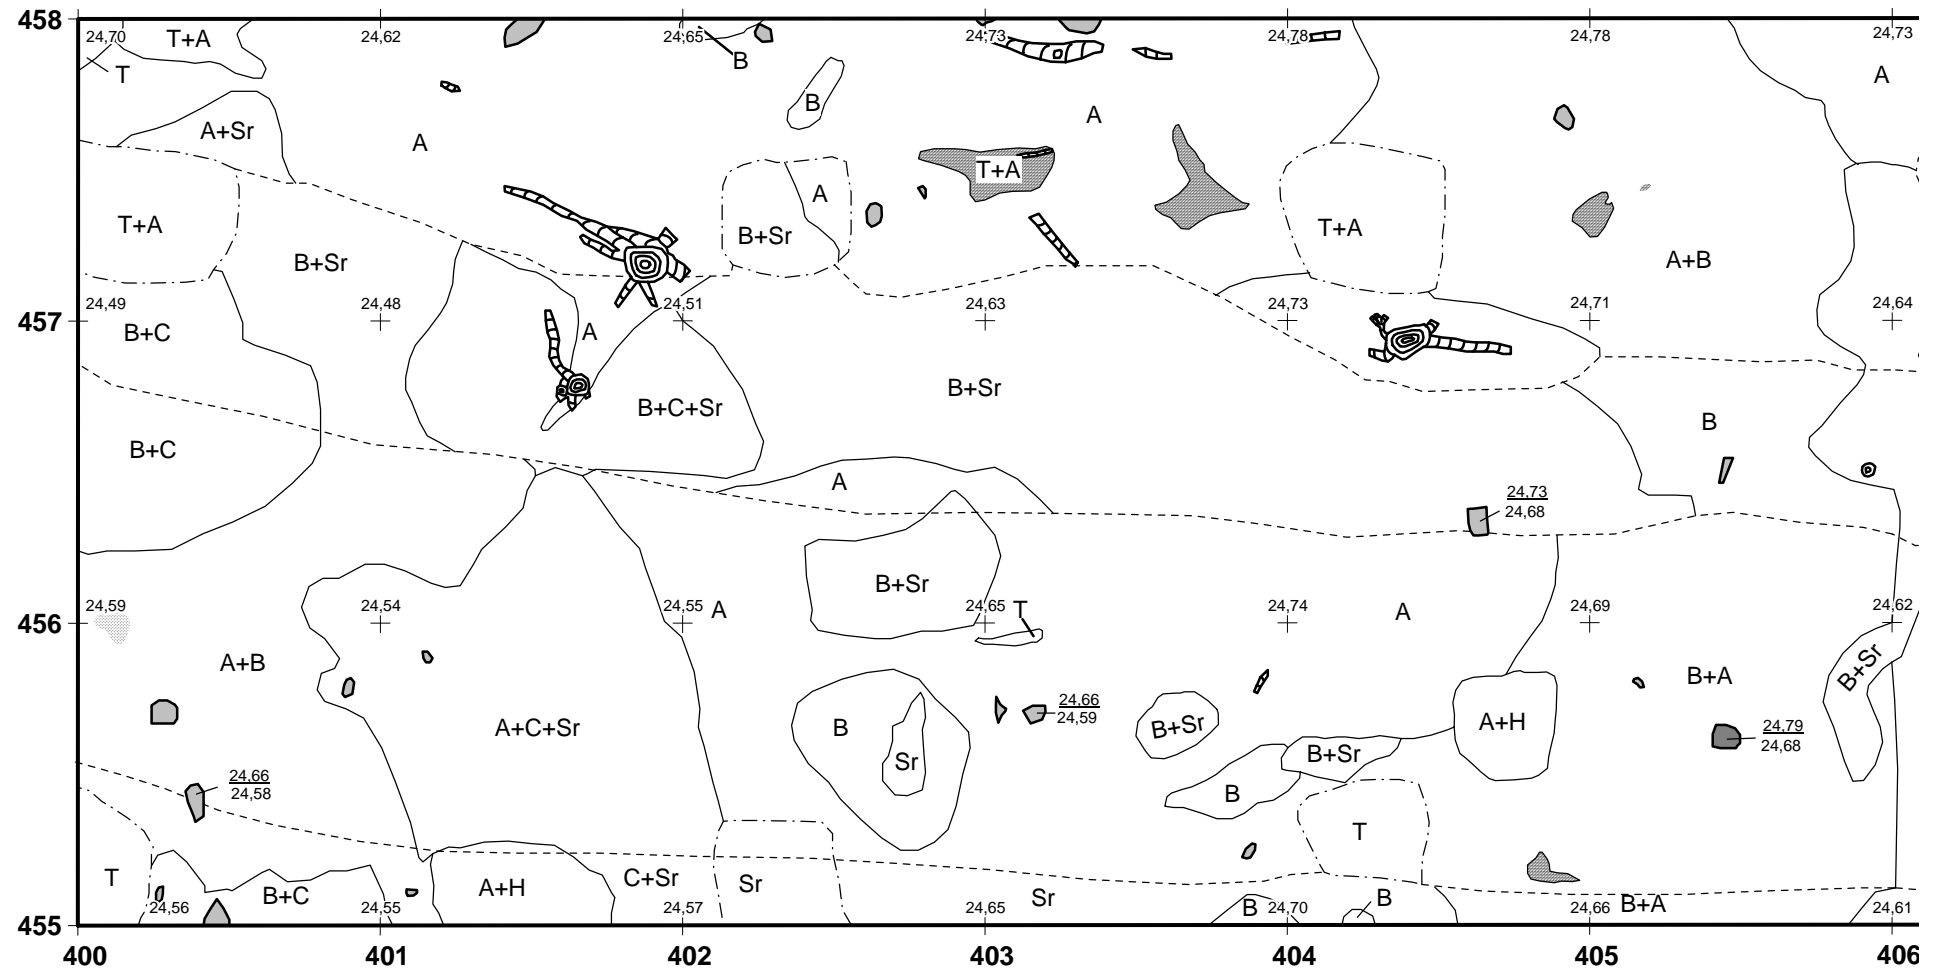 458
24,70
T+A
24,62
24,65
B
24,73
24,78
24,78
24,73
T
A
B
A
A+Sr
A
T+A
A
T+A
B+Sr
T+A
B+Sr
A+B
457
24,49
24,48
24,51
24,63
24,73
24,71
24,64
B+C
A
B+Sr
B+C+Sr
B
B+C
A
24,73
24,68
B+Sr
456
24,59
24,54
24,55
A
24,65
T
24,74
A
24,69
24,62
A+B
B+Sr
B+A
24,66
24,59
A+C+Sr
B
B+Sr
A+H
24,79
24,68
Sr
B+Sr
24,66
24,58
B
T
T
B+C
A+H
C+Sr
Sr
Sr
B
B
B+A
455
24,56
24,55
24,57
24,65
24,70
24,66
24,61
400
401
402
403
404
405
406